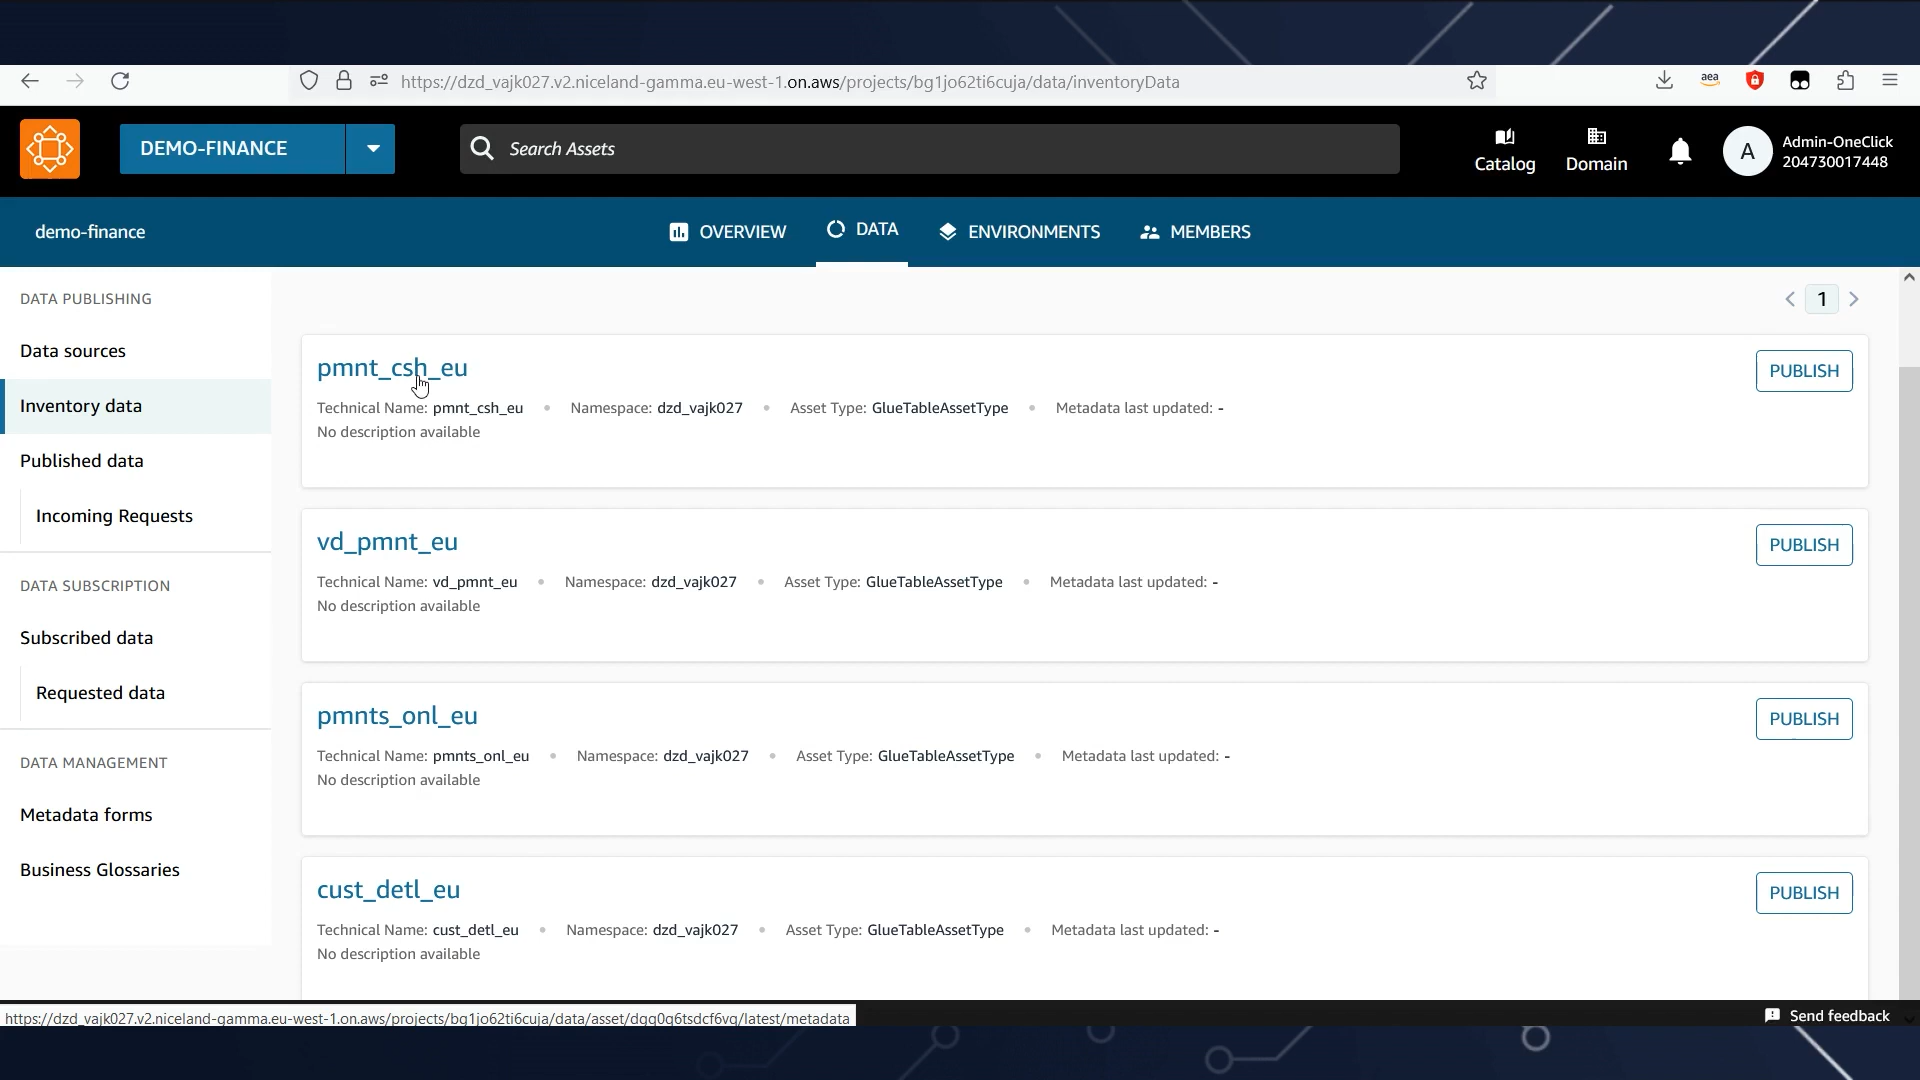 https://dzd_vajk027.v2.niceland-gamma.eu-west-1.on.aws/projects/bg1jo62ti6cuja/data/inventoryData
aea
DEMO-FINANCE
Search Assets
Catalog
Domain
A
Admin-OneClick
204730017448
demo-finance
OVERVIEW
DATA
ENVIRONMENTS
MEMBERS
DATA PUBLISHING
Data sources
Inventory data
Published data
Incoming Requests
DATA SUBSCRIPTION
Subscribed data
Requested data
DATA MANAGEMENT
Metadata forms
Business Glossaries
1
pmnt_csh_eu
PUBLISH
Technical Name: pmnt_csh_eu • Namespace: dzd_vajk027 • Asset Type: GlueTableAssetType • Metadata last updated: -
No description available
vd_pmnt_eu
PUBLISH
Technical Name: vd_pmnt_eu • Namespace: dzd_vajk027 • Asset Type: GlueTableAssetType • Metadata last updated: -
No description available
pmnts_onl_eu
PUBLISH
Technical Name: pmnts_onl_eu • Namespace: dzd_vajk027 • Asset Type: GlueTableAssetType • Metadata last updated: -
No description available
cust_detl_eu
PUBLISH
Technical Name: cust_detl_eu • Namespace: dzd_vajk027 • Asset Type: GlueTableAssetType • Metadata last updated: -
No description available
https://dzd_vajk027.v2.niceland-gamma.eu-west-1.on.aws/projects/bg1jo62ti6cuja/data/asset/dgg0g6tsdcf6vq/latest/metadata
Send feedback